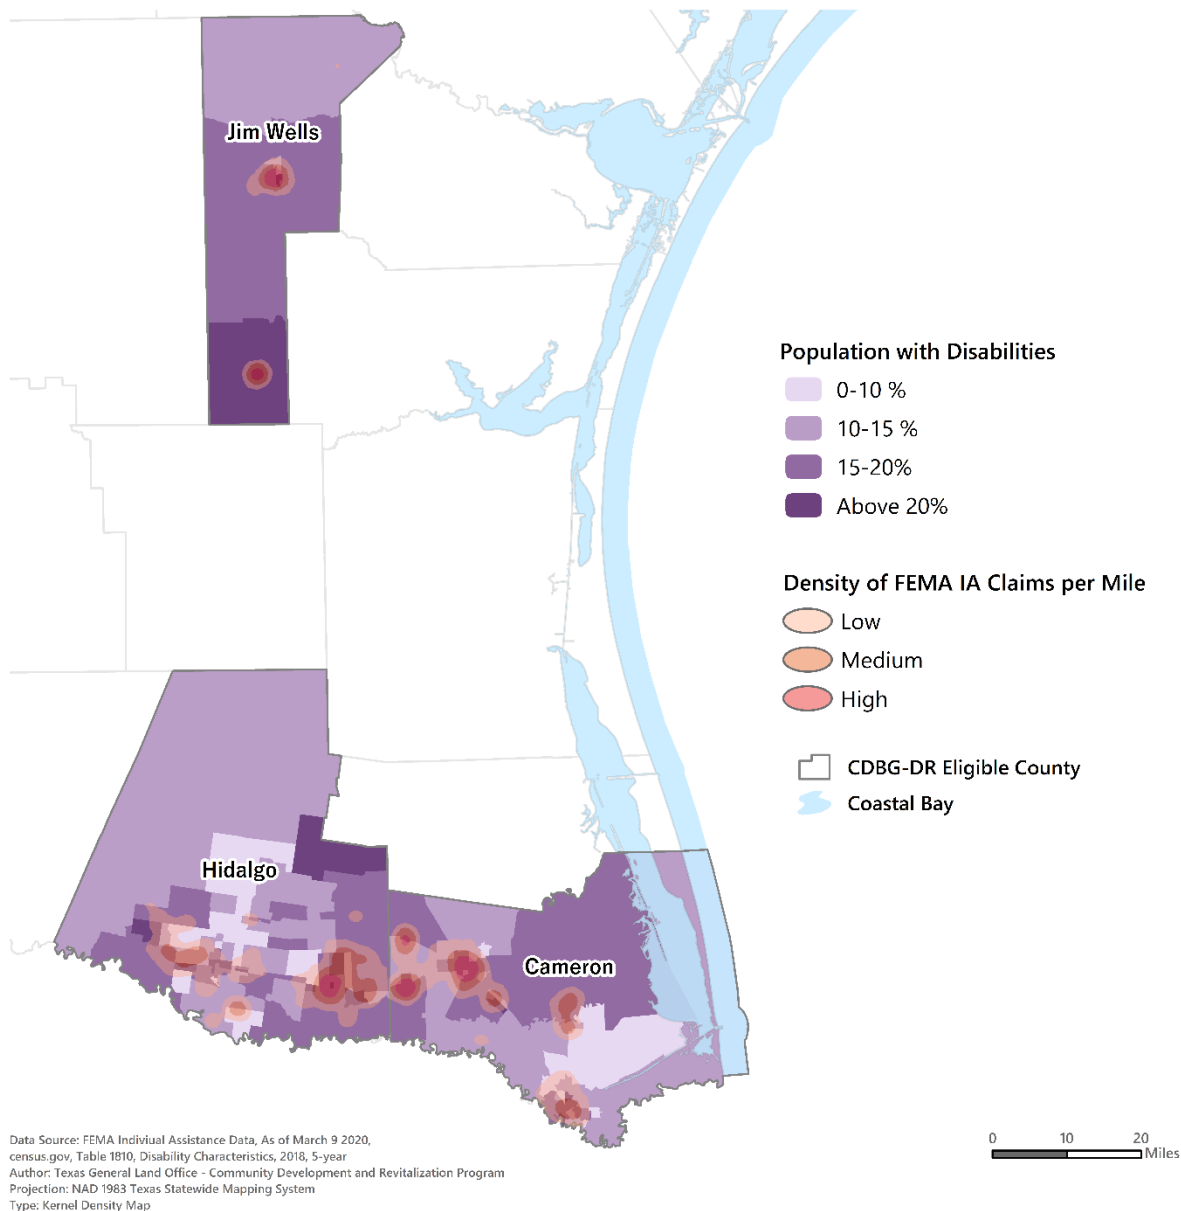 Jim Wells
Population with Disabilities
0-10 %
10-15 %
15-20%
Above 20%
Density of FEMA IA Claims per Mile
Low
Medium
High
CDBG-DR Eligible County
Coastal Bay
Hidalgo
Cameron
Data Source: FEMA Indiviual Assistance Data, As of March 9 2020,
census.gov, Table 1810, Disability Characteristics, 2018, 5-year
Author: Texas General Land Office - Community Development and Revitalization Program
Projection: NAD 1983 Texas Statewide Mapping System
Type: Kernel Density Map
0 10 20
Miles